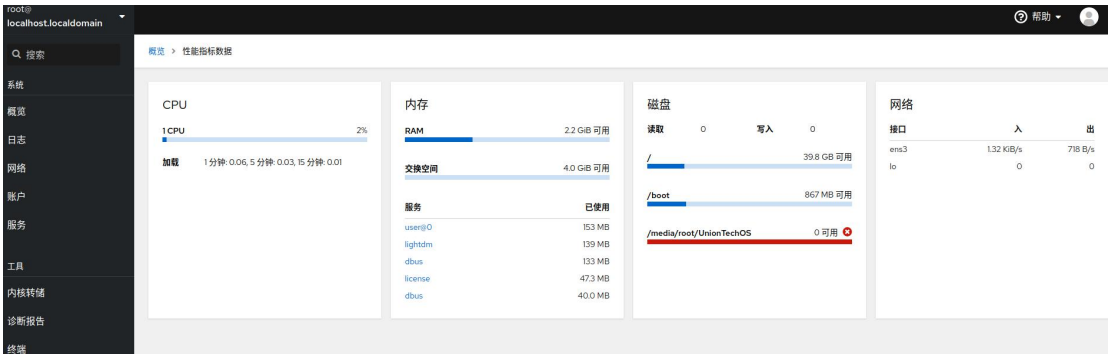 root@
localhost.localdomain
帮助
搜索
系统
概览
日志
网络
账户
服务
工具
内核转储
诊断报告
终端
概览 > 性能指标数据
CPU
1 CPU 2%
加载 1 分钟: 0.06, 5 分钟: 0.03, 15 分钟: 0.01
内存
RAM 2.2 GiB 可用
交换空间 4.0 GiB 可用
服务 已使用
user@0 153 MB
lightdm 139 MB
dbus 133 MB
license 47.3 MB
dbus 40.0 MB
磁盘
读取 0 写入 0
/ 39.8 GB 可用
/boot 867 MB 可用
/media/root/UnionTechOS 0 可用
网络
接口 入 出
ens3 1.32 KiB/s 718 B/s
lo 0 0